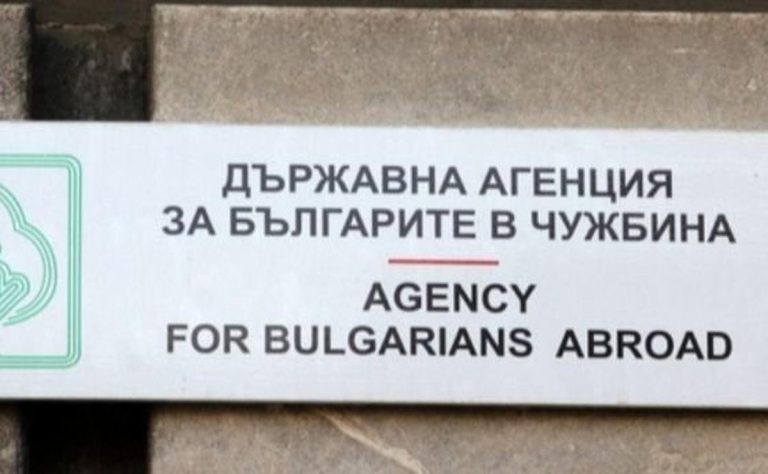 ДЪРЖАВНА АГЕНЦИЯ
ЗА БЪЛГАРИТЕ В ЧУЖБИНА
AGENCY
FOR BULGARIANS ABROAD